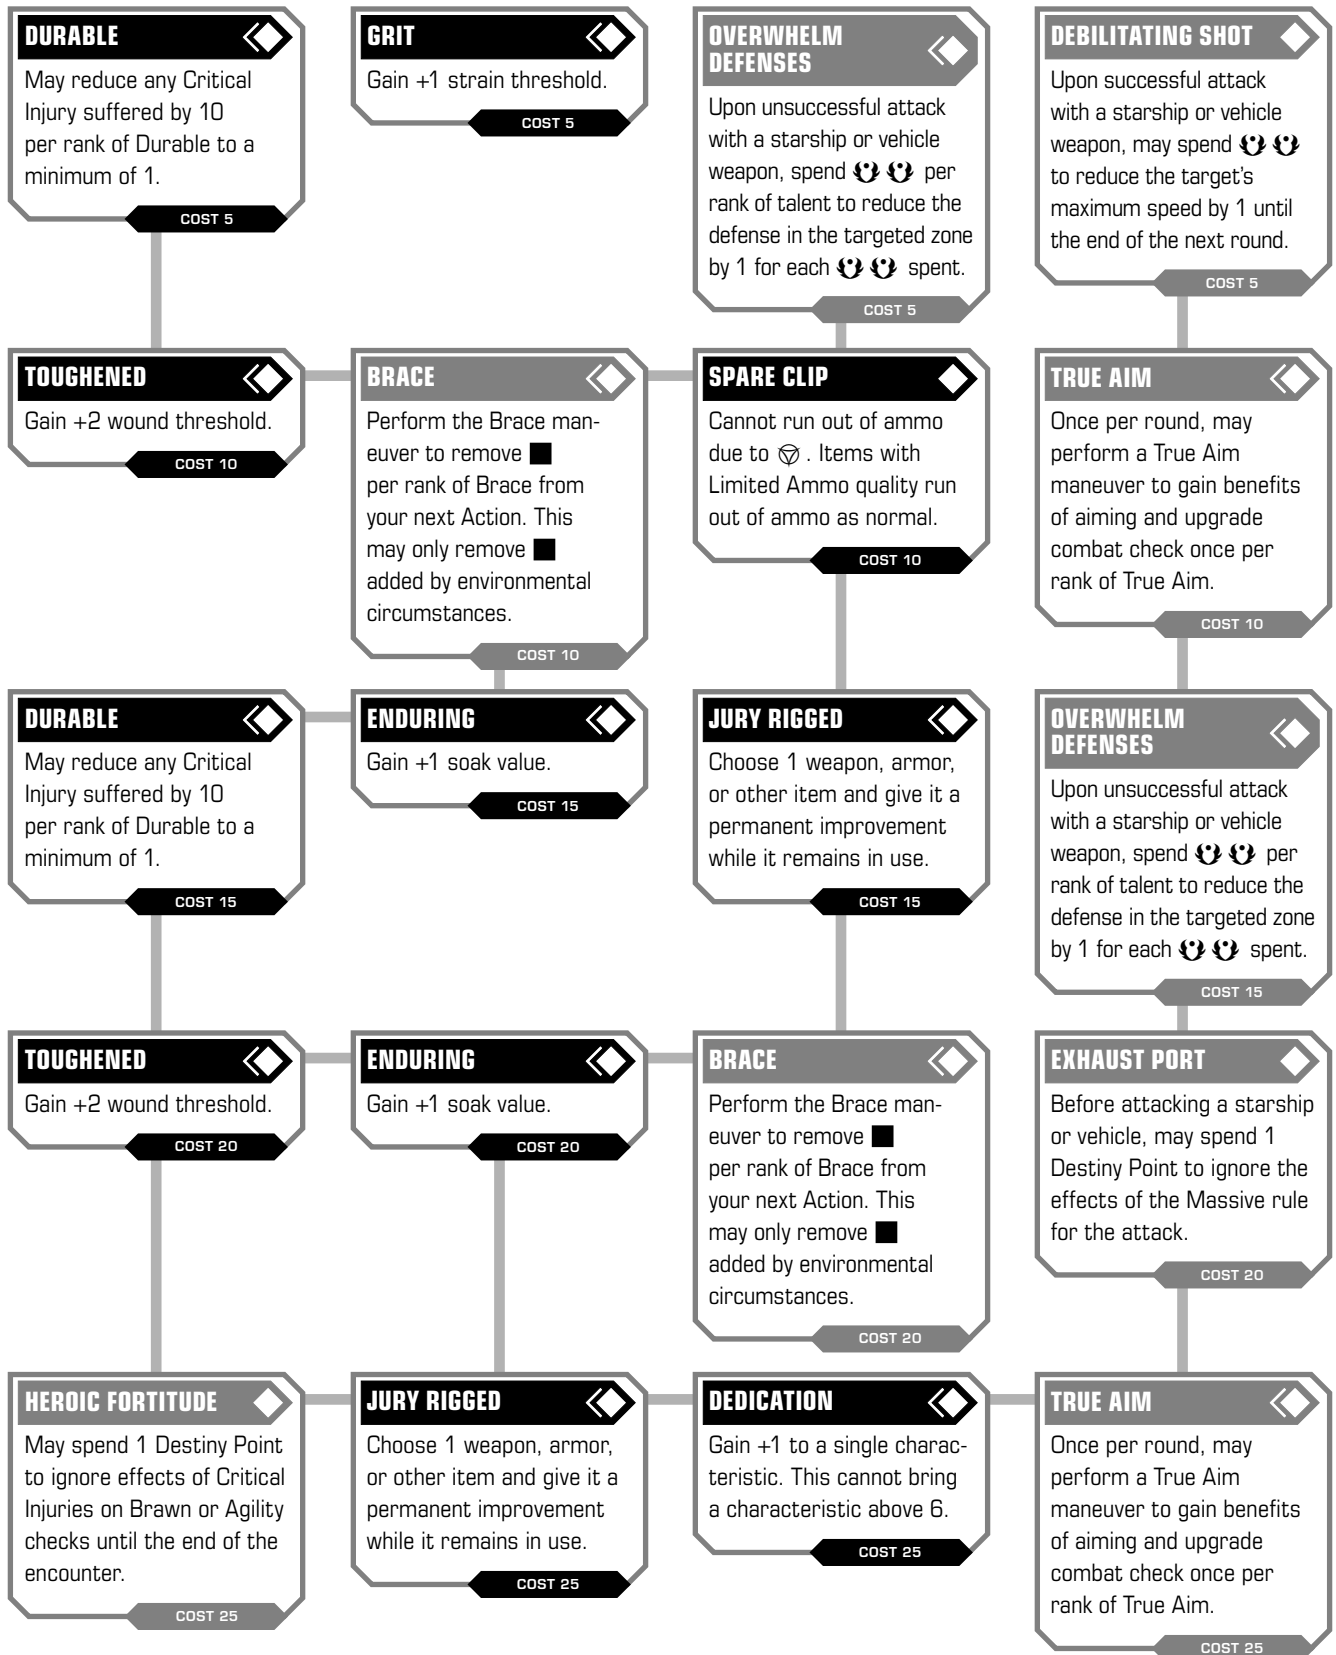 DURABLE
May reduce any Critical
Injury suffered by 10
per rank of Durable to a
minimum of 1.
COST 5
GRIT
Gain +1 strain threshold.
COST 5
OVERWHELM
DEFENSES
Upon unsuccessful attack
with a starship or vehicle
weapon, spend per
rank of talent to reduce the
defense in the targeted zone
by 1 for each spent.
COST 5
DEBILITATING SHOT
Upon successful attack
with a starship or vehicle
weapon, may spend
to reduce the target's
maximum speed by 1 until
the end of the next round.
COST 5
TOUGHENED
Gain +2 wound threshold.
COST 10
BRACE
Perform the Brace man-
euver to remove
per rank of Brace from
your next Action. This
may only remove
added by environmental
circumstances.
COST 10
SPARE CLIP
Cannot run out of ammo
due to . Items with
Limited Ammo quality run
out of ammo as normal.
COST 10
TRUE AIM
Once per round, may
perform a True Aim
maneuver to gain benefits
of aiming and upgrade
combat check once per
rank of True Aim.
COST 10
DURABLE
May reduce any Critical
Injury suffered by 10
per rank of Durable to a
minimum of 1.
COST 15
ENDURING
Gain +1 soak value.
COST 15
JURY RIGGED
Choose 1 weapon, armor,
or other item and give it a
permanent improvement
while it remains in use.
COST 15
OVERWHELM
DEFENSES
Upon unsuccessful attack
with a starship or vehicle
weapon, spend per
rank of talent to reduce the
defense in the targeted zone
by 1 for each spent.
COST 15
TOUGHENED
Gain +2 wound threshold.
COST 20
ENDURING
Gain +1 soak value.
COST 20
BRACE
Perform the Brace man-
euver to remove
per rank of Brace from
your next Action. This
may only remove
added by environmental
circumstances.
COST 20
EXHAUST PORT
Before attacking a starship
or vehicle, may spend 1
Destiny Point to ignore the
effects of the Massive rule
for the attack.
COST 20
HEROIC FORTITUDE
May spend 1 Destiny Point
to ignore effects of Critical
Injuries on Brawn or Agility
checks until the end of the
encounter.
COST 25
JURY RIGGED
Choose 1 weapon, armor,
or other item and give it a
permanent improvement
while it remains in use.
COST 25
DEDICATION
Gain +1 to a single charac-
teristic. This cannot bring
a characteristic above 6.
COST 25
TRUE AIM
Once per round, may
perform a True Aim
maneuver to gain benefits
of aiming and upgrade
combat check once per
rank of True Aim.
COST 25